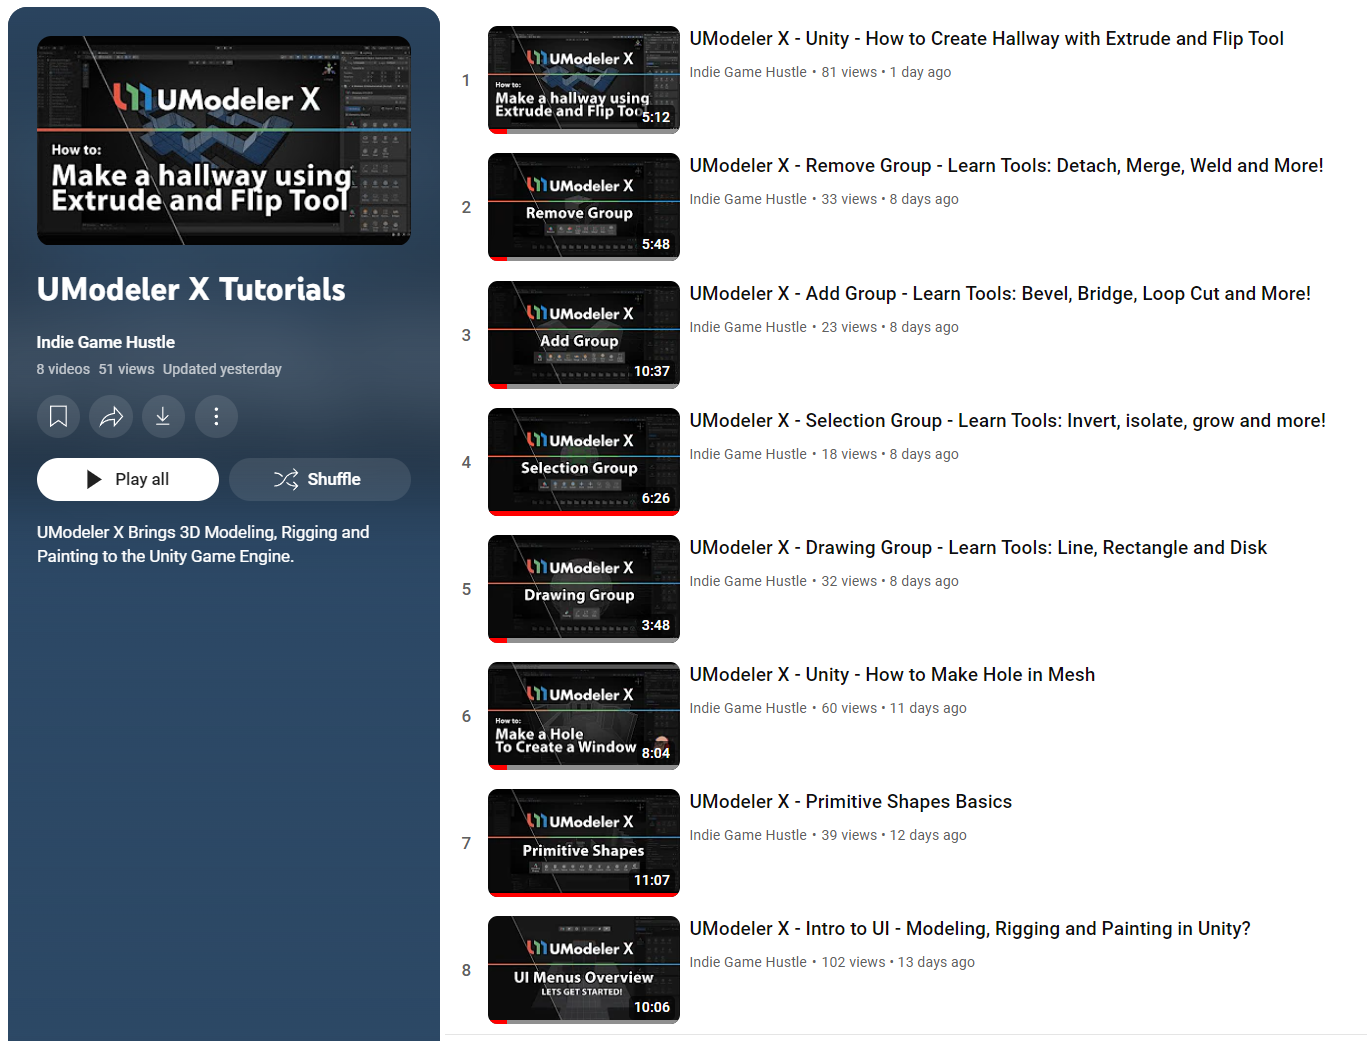 UModeler X
How to:
Make a hallway using
Extrude and Flip Tool
UModeler X Tutorials
Indie Game Hustle
8 videos 51 views Updated yesterday
Play all
Shuffle
UModeler X Brings 3D Modeling, Rigging and
Painting to the Unity Game Engine.
1
UModeler X
How to:
Make a hallway using
Extrude and Flip Too
5:12
UModeler X - Unity - How to Create Hallway with Extrude and Flip Tool
Indie Game Hustle • 81 views • 1 day ago
2
UModeler X
Remove Group
5:48
UModeler X - Remove Group - Learn Tools: Detach, Merge, Weld and More!
Indie Game Hustle • 33 views • 8 days ago
3
UModeler X
Add Group
10:37
UModeler X - Add Group - Learn Tools: Bevel, Bridge, Loop Cut and More!
Indie Game Hustle • 23 views • 8 days ago
4
UModeler X
Selection Group
6:26
UModeler X - Selection Group - Learn Tools: Invert, isolate, grow and more!
Indie Game Hustle • 18 views • 8 days ago
5
UModeler X
Drawing Group
3:48
UModeler X - Drawing Group - Learn Tools: Line, Rectangle and Disk
Indie Game Hustle • 32 views • 8 days ago
6
UModeler X
How to:
Make a Hole
To Create a Window
8:04
UModeler X - Unity - How to Make Hole in Mesh
Indie Game Hustle • 60 views • 11 days ago
7
UModeler X
Primitive Shapes
11:07
UModeler X - Primitive Shapes Basics
Indie Game Hustle • 39 views • 12 days ago
8
UModeler X
UI Menus Overview
LETS GET STARTED!
10:06
UModeler X - Intro to UI - Modeling, Rigging and Painting in Unity?
Indie Game Hustle • 102 views • 13 days ago